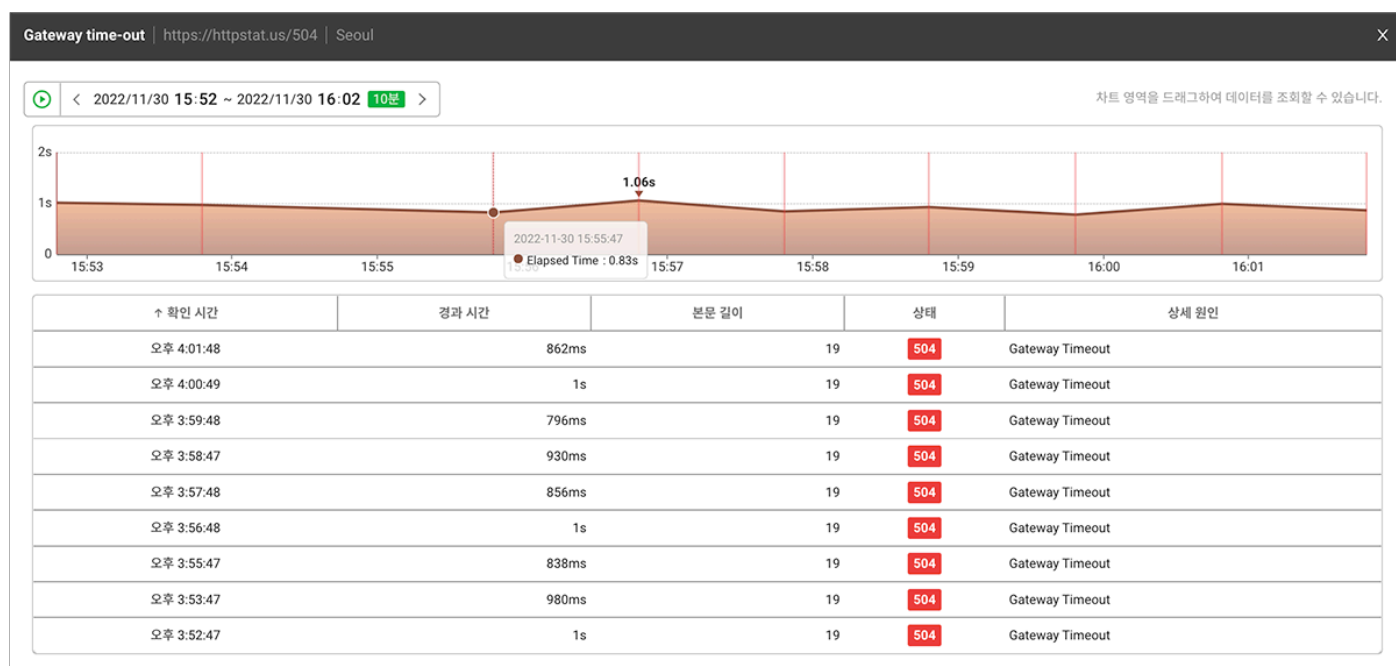 Gateway time-out | https://httpstat.us/504 | Seoul
2022/11/30 15:52 ~ 2022/11/30 16:02 10분
차트 영역을 드래그하여 데이터를 조회할 수 있습니다.
2s
1.06s
1s
2022-11-30 15:55:47
Elapsed Time : 0.83s
0
15:53 15:54 15:55 15:56 15:57 15:58 15:59 16:00 16:01
↑ 확인 시간 경과 시간 본문 길이 상태 상세 원인
오후 4:01:48 862ms 19 504 Gateway Timeout
오후 4:00:49 1s 19 504 Gateway Timeout
오후 3:59:48 796ms 19 504 Gateway Timeout
오후 3:58:47 930ms 19 504 Gateway Timeout
오후 3:57:48 856ms 19 504 Gateway Timeout
오후 3:56:48 1s 19 504 Gateway Timeout
오후 3:55:47 838ms 19 504 Gateway Timeout
오후 3:53:47 980ms 19 504 Gateway Timeout
오후 3:52:47 1s 19 504 Gateway Timeout